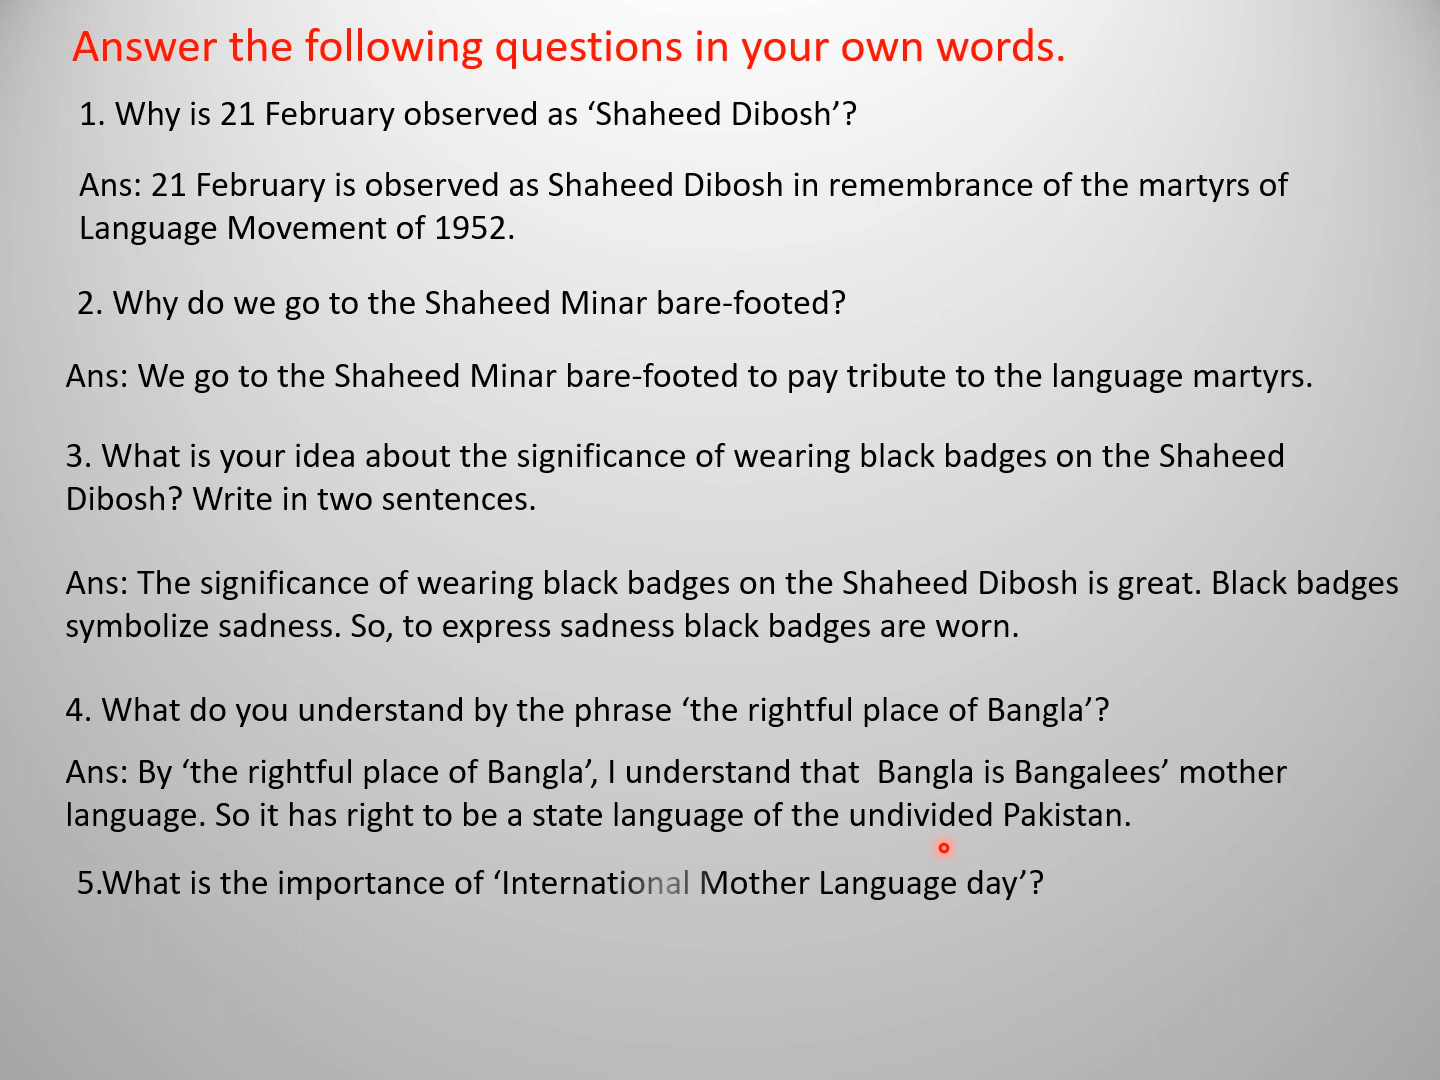 Answer the following questions in your own words.
1. Why is 21 February observed as ‘Shaheed Dibosh’?
Ans: 21 February is observed as Shaheed Dibosh in remembrance of the martyrs of
Language Movement of 1952.
2. Why do we go to the Shaheed Minar bare-footed?
Ans: We go to the Shaheed Minar bare-footed to pay tribute to the language martyrs.
3. What is your idea about the significance of wearing black badges on the Shaheed
Dibosh? Write in two sentences.
Ans: The significance of wearing black badges on the Shaheed Dibosh is great. Black badges
symbolize sadness. So, to express sadness black badges are worn.
4. What do you understand by the phrase ‘the rightful place of Bangla’?
Ans: By ‘the rightful place of Bangla’, I understand that  Bangla is Bangalees’ mother
language. So it has right to be a state language of the undivided Pakistan.
5.What is the importance of ‘International Mother Language day’?